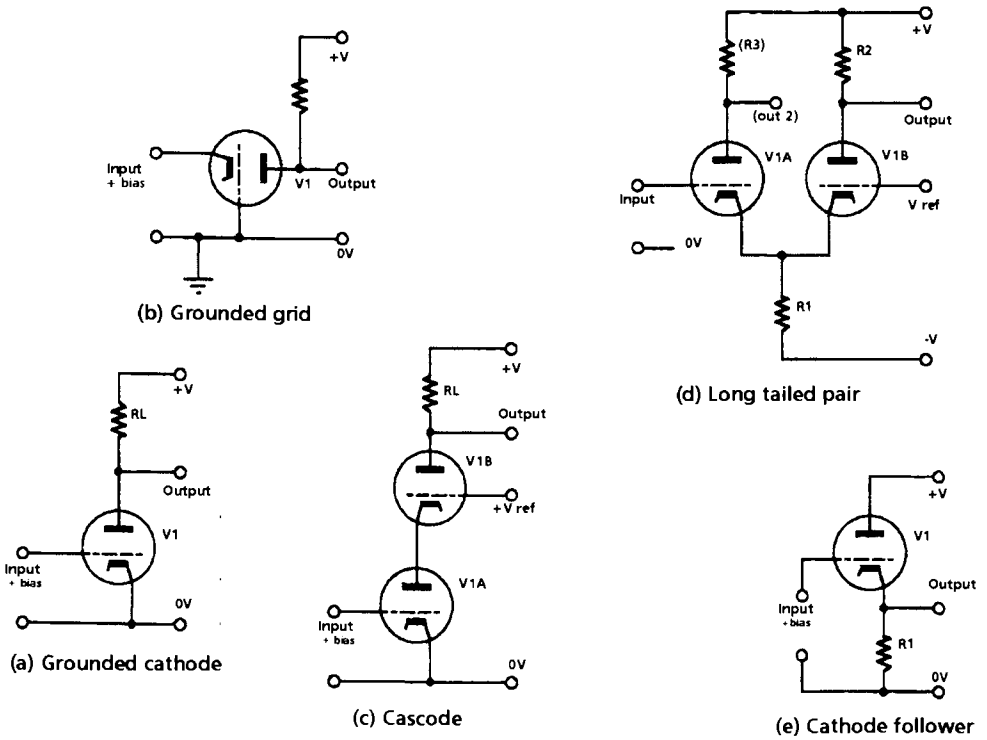 +V
V1
Input
+ bias
Output
0V
(b) Grounded grid
+V
(R3)
R2
(out 2)
Output
V1A
V1B
Input
V ref
0V
R1
-V
(d) Long tailed pair
+V
RL
Output
V1
Input
+ bias
0V
(a) Grounded cathode
+V
RL
Output
V1B
+V ref
V1A
Input
+ bias
0V
(c) Cascode
+V
V1
Output
Input
+bias
R1
0V
(e) Cathode follower